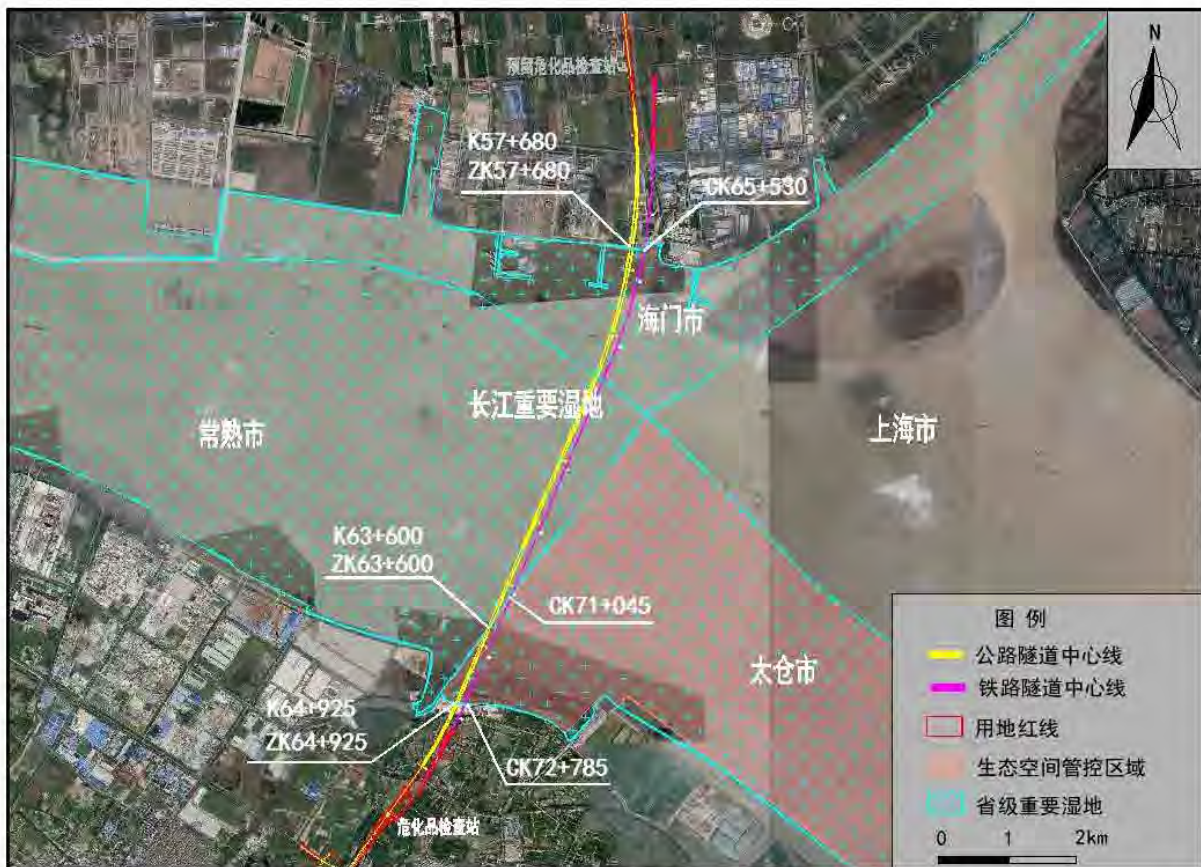 N
预留危化品检查站
K57+680
ZK57+680
CK65+530
海门市
长江重要湿地
常熟市
上海市
K63+600
ZK63+600
CK71+045
太仓市
K64+925
ZK64+925
CK72+785
危化品检查站
图 例
公路隧道中心线
铁路隧道中心线
用地红线
生态空间管控区域
省级重要湿地
0 1 2km